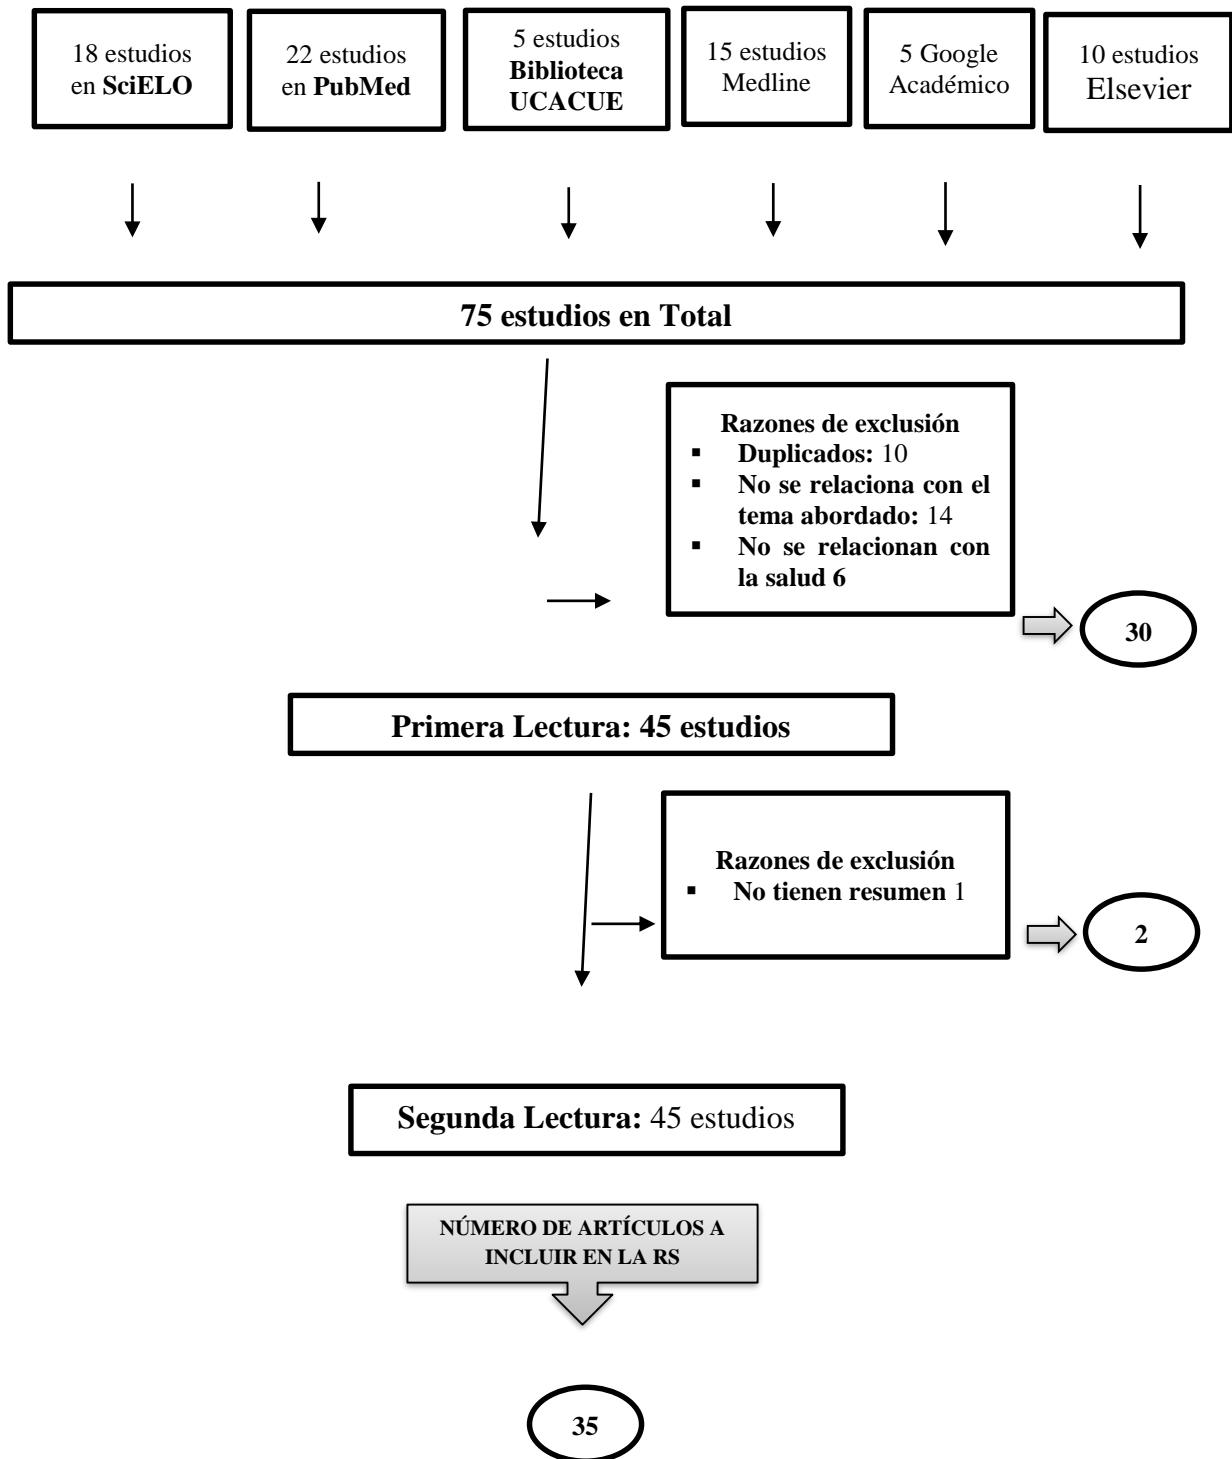 18 estudios
en SciELO
22 estudios
en PubMed
5 estudios
Biblioteca
UCACUE
15 estudios
Medline
5 Google
Académico
10 estudios
Elsevier
75 estudios en Total
Razones de exclusión
▪ Duplicados: 10
▪ No se relaciona con el
tema abordado: 14
▪ No se relacionan con
la salud 6
30
Primera Lectura: 45 estudios
Razones de exclusión
▪ No tienen resumen 1
2
Segunda Lectura: 45 estudios
NÚMERO DE ARTÍCULOS A
INCLUIR EN LA RS
35